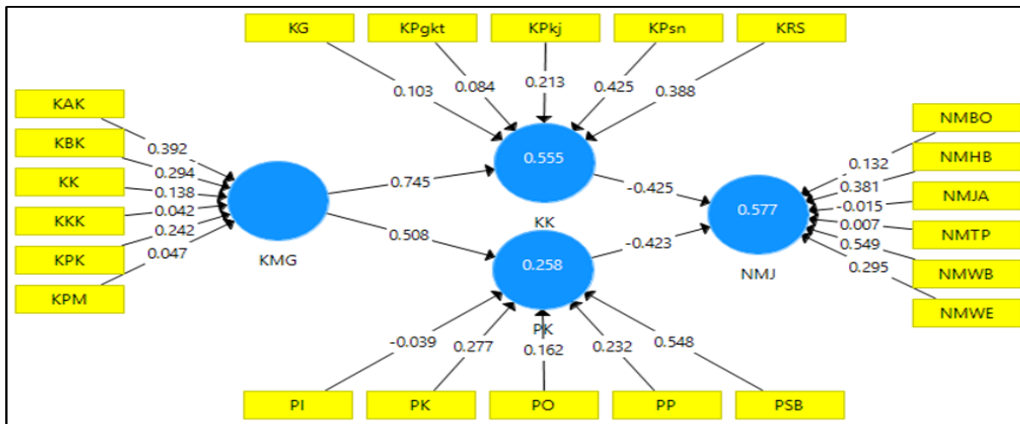 KG KPgkt KPkj KPsn KRS
0.103 0.084 0.213 0.425 0.388
KAK
KBK
KK
KKK
KPK
KPM
0.392
0.294
0.138
0.042
0.242
0.047
KMG
0.745
0.508
0.555
KK
0.258
PK
-0.425
-0.423
0.577
NMJ
0.132
0.381
-0.015
0.007
0.549
0.295
NMBO
NMHB
NMJA
NMTP
NMWB
NMWE
-0.039 0.277 0.162 0.232 0.548
PI PK PO PP PSB